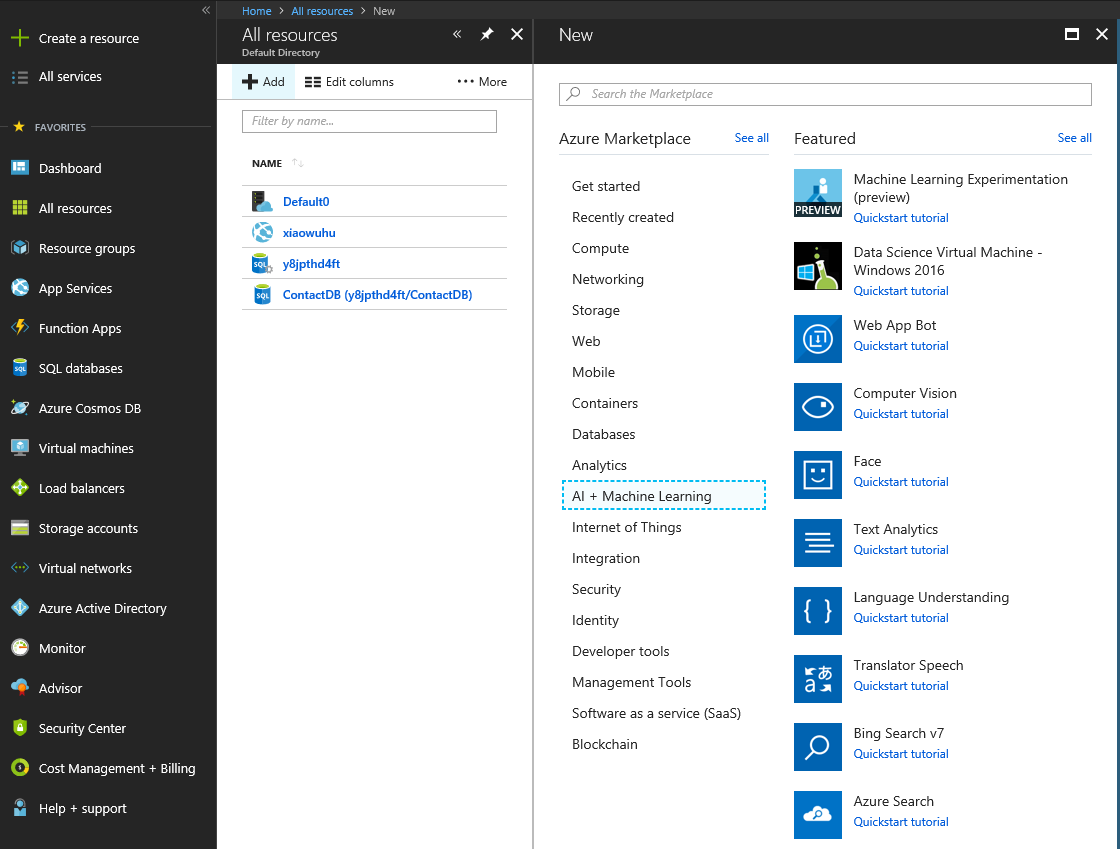 Create a resource
All services
FAVORITES
Dashboard
All resources
Resource groups
App Services
Function Apps
SQL databases
Azure Cosmos DB
Virtual machines
Load balancers
Storage accounts
Virtual networks
Azure Active Directory
Monitor
Advisor
Security Center
Cost Management + Billing
Help + support
Home > All resources > New
All resources
Default Directory
Add Edit columns ··· More
Filter by name...
NAME
Default0
xiaowuhu
SQL y8jpthd4ft
SQL ContactDB (y8jpthd4ft/ContactDB)
New
Search the Marketplace
Azure Marketplace See all
Get started
Recently created
Compute
Networking
Storage
Web
Mobile
Containers
Databases
Analytics
AI + Machine Learning
Internet of Things
Integration
Security
Identity
Developer tools
Management Tools
Software as a service (SaaS)
Blockchain
Featured See all
PREVIEW
Machine Learning Experimentation
(preview)
Quickstart tutorial
Data Science Virtual Machine -
Windows 2016
Quickstart tutorial
Web App Bot
Quickstart tutorial
Computer Vision
Quickstart tutorial
Face
Quickstart tutorial
Text Analytics
Quickstart tutorial
{ }
Language Understanding
Quickstart tutorial
あ
a
Translator Speech
Quickstart tutorial
Bing Search v7
Quickstart tutorial
Azure Search
Quickstart tutorial